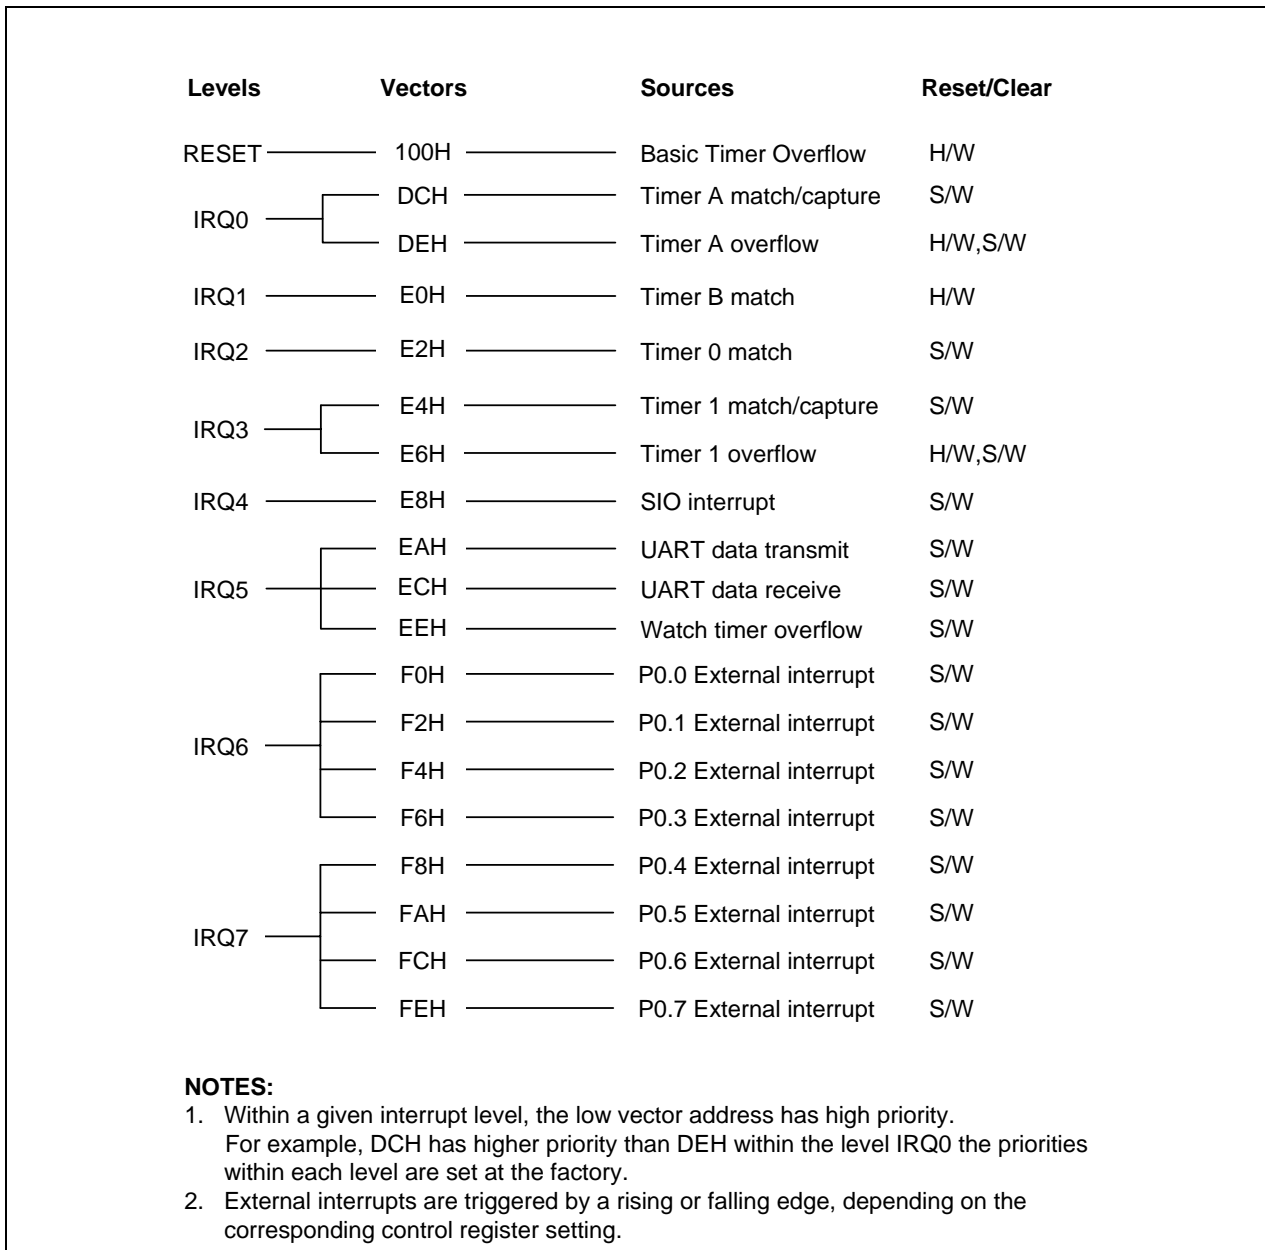 Levels Vectors Sources Reset/Clear
RESET 100H Basic Timer Overflow H/W
IRQ0 DCH Timer A match/capture S/W
DEH Timer A overflow H/W,S/W
IRQ1 E0H Timer B match H/W
IRQ2 E2H Timer 0 match S/W
IRQ3 E4H Timer 1 match/capture S/W
E6H Timer 1 overflow H/W,S/W
IRQ4 E8H SIO interrupt S/W
EAH UART data transmit S/W
IRQ5 ECH UART data receive S/W
EEH Watch timer overflow S/W
F0H P0.0 External interrupt S/W
F2H P0.1 External interrupt S/W
IRQ6 F4H P0.2 External interrupt S/W
F6H P0.3 External interrupt S/W
F8H P0.4 External interrupt S/W
FAH P0.5 External interrupt S/W
IRQ7 FCH P0.6 External interrupt S/W
FEH P0.7 External interrupt S/W
NOTES:
1. Within a given interrupt level, the low vector address has high priority.
For example, DCH has higher priority than DEH within the level IRQ0 the priorities
within each level are set at the factory.
2. External interrupts are triggered by a rising or falling edge, depending on the
corresponding control register setting.